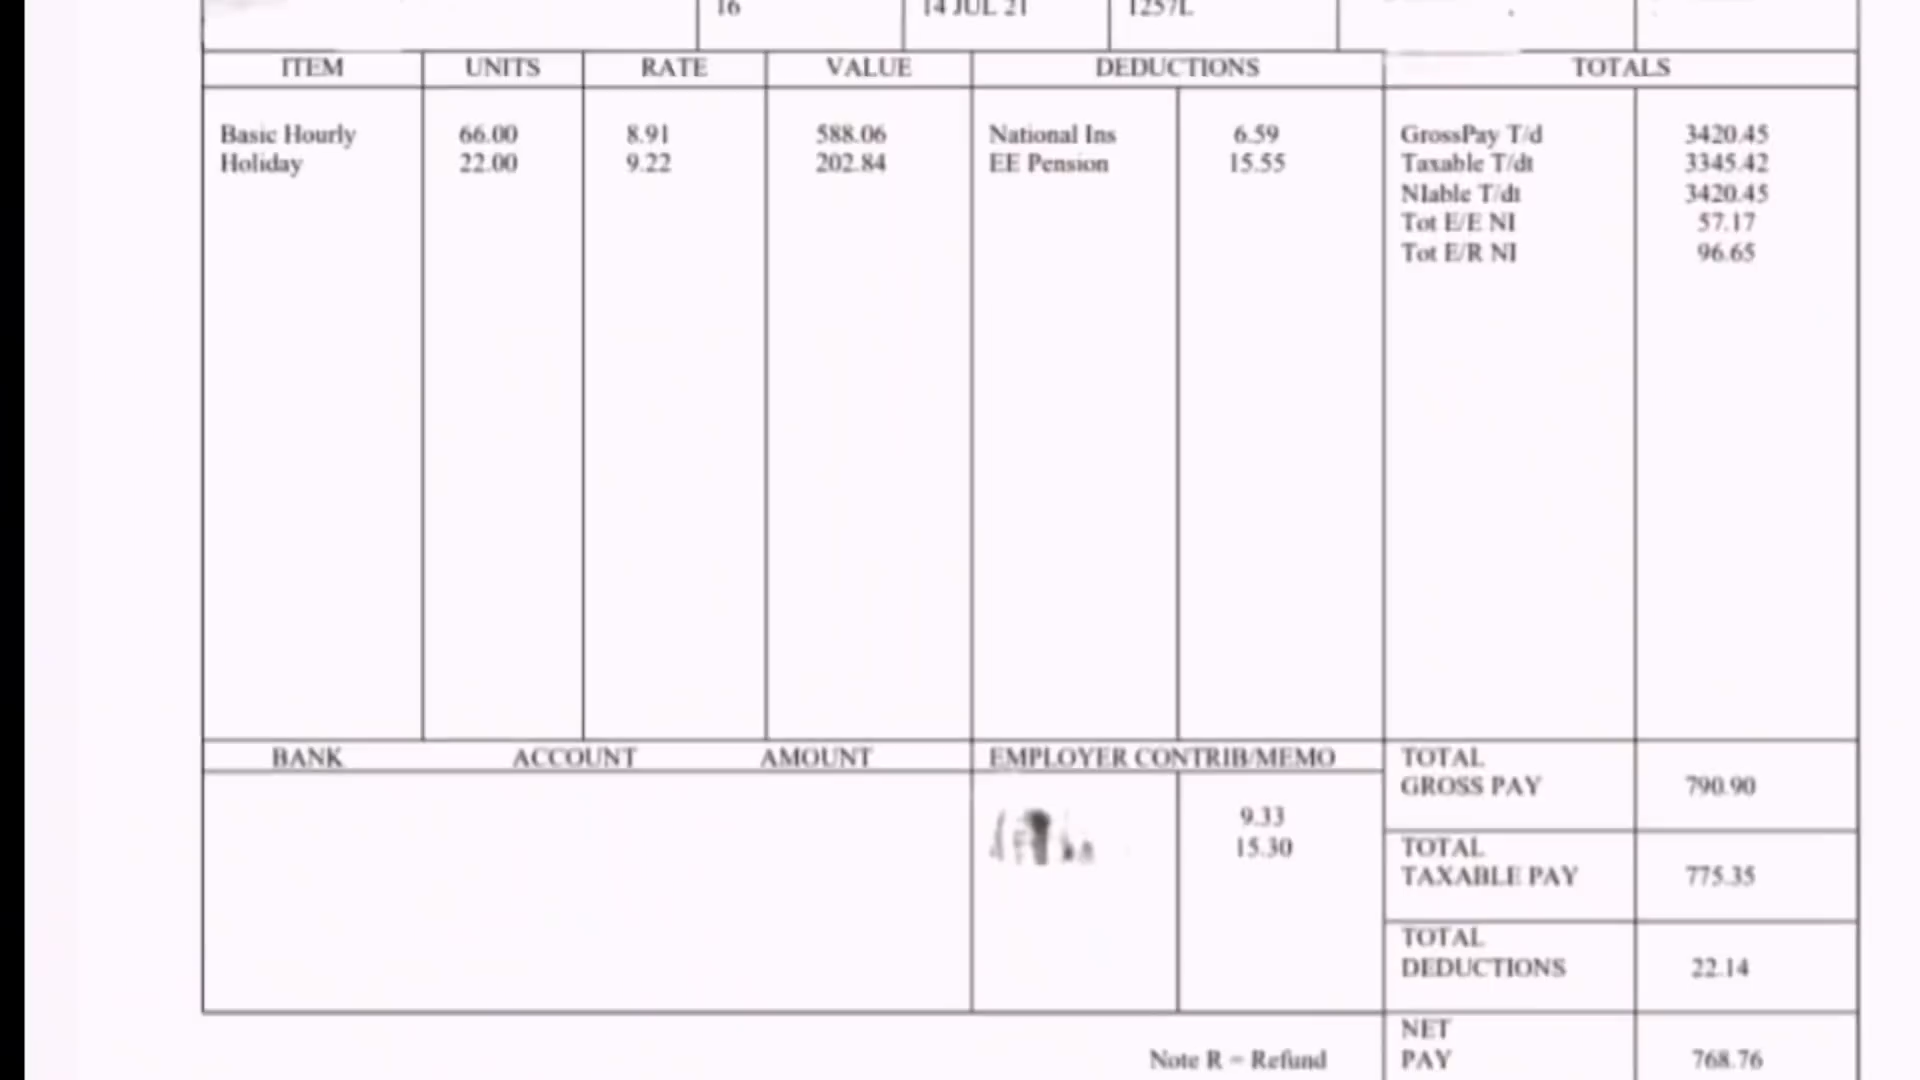 16 14 JUL 21 1257L
ITEM UNITS RATE VALUE DEDUCTIONS TOTALS
Basic Hourly 66.00 8.91 588.06 National Ins 6.59 GrossPay T/d 3420.45
Holiday 22.00 9.22 202.84 EE Pension 15.55 Taxable T/dt 3345.42
NIable T/dt 3420.45
Tot E/E NI 57.17
Tot E/R NI 96.65
BANK ACCOUNT AMOUNT EMPLOYER CONTRIB/MEMO TOTAL
GROSS PAY 790.90
9.33
15.30 TOTAL
TAXABLE PAY 775.35
TOTAL
DEDUCTIONS 22.14
NET
Note R = Refund PAY 768.76